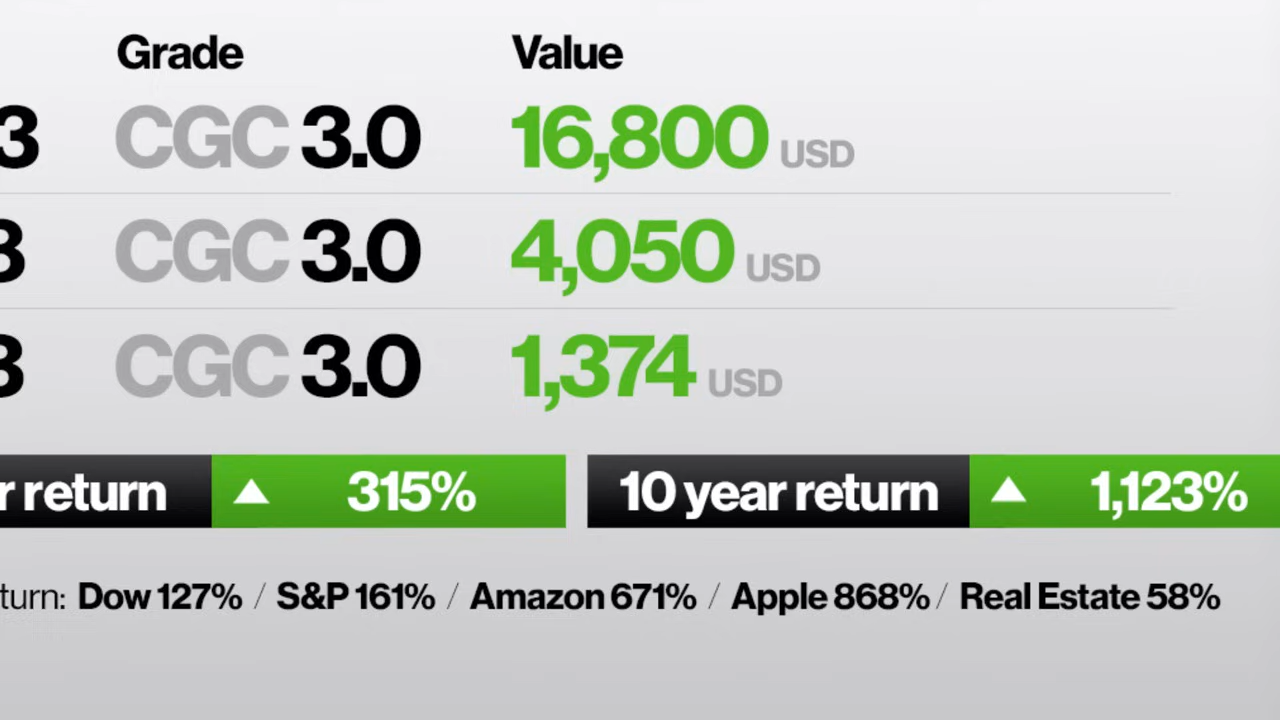 Grade Value
3 CGC 3.0 16,800 USD
3 CGC 3.0 4,050 USD
3 CGC 3.0 1,374 USD
r return ▲ 315% 10 year return ▲ 1,123%
turn: Dow 127% / S&P 161% / Amazon 671% / Apple 868% / Real Estate 58%